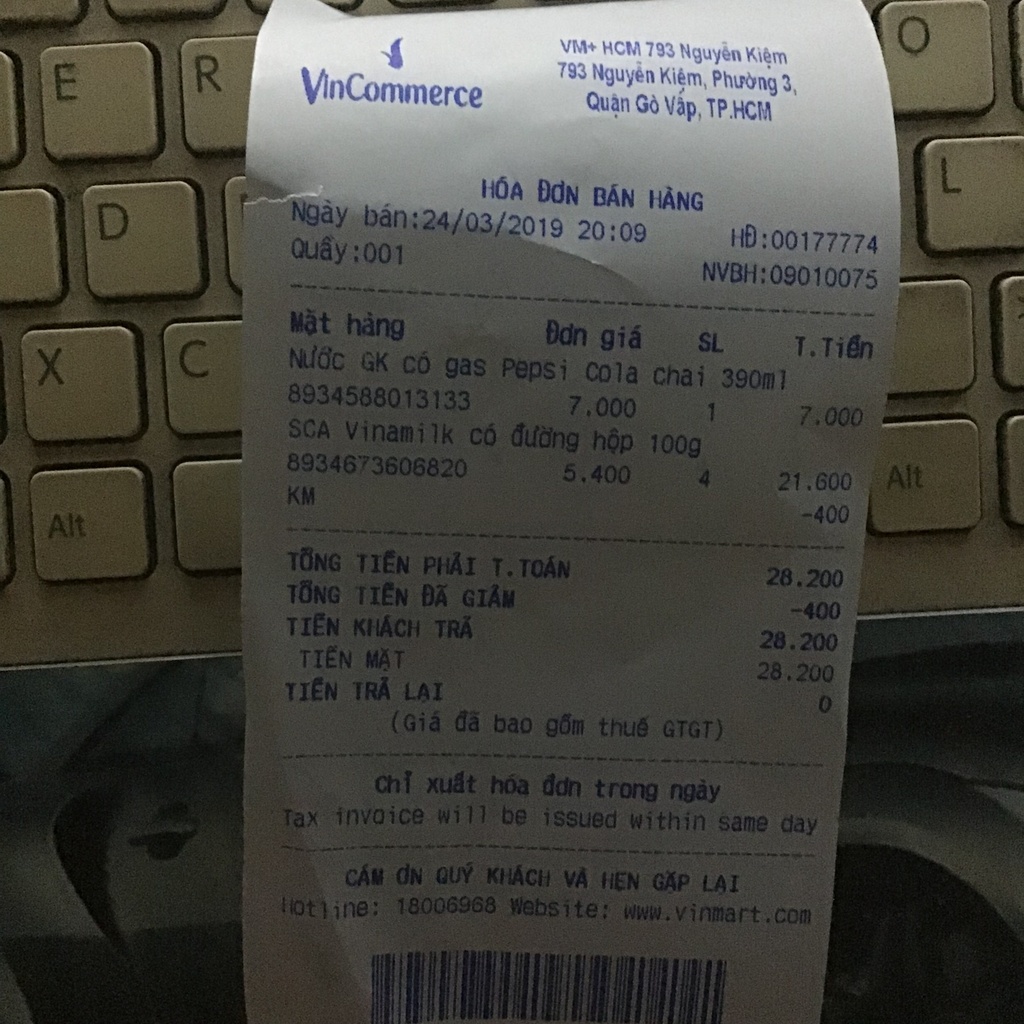 VinCommerce
VM+ HCM 793 Nguyễn Kiệm
793 Nguyễn Kiệm, Phường 3,
Quận Gò Vấp, TP.HCM
HÓA ĐƠN BÁN HÀNG
Ngày bán:24/03/2019 20:09 HĐ:00177774
Quầy:001 NVBH:09010075
Mặt hàng Đơn giá SL T.Tiền
Nước GK có gas Pepsi Cola chai 390ml
8934588013133 7.000 1 7.000
SCA Vinamilk có đường hộp 100g
8934673606820 5.400 4 21.600
KM -400
TỔNG TIỀN PHẢI T.TOÁN 28.200
TỔNG TIỀN ĐÃ GIẢM -400
TIỀN KHÁCH TRẢ 28.200
TIỀN MẶT 28.200
TIỀN TRẢ LẠI 0
(Giá đã bao gồm thuế GTGT)
Chỉ xuất hóa đơn trong ngày
Tax invoice will be issued within same day
CẢM ƠN QUÝ KHÁCH VÀ HẸN GẶP LẠI
Hotline: 18006968 Website: www.vinmart.com
E
R
O
D
L
X
C
Alt
Alt